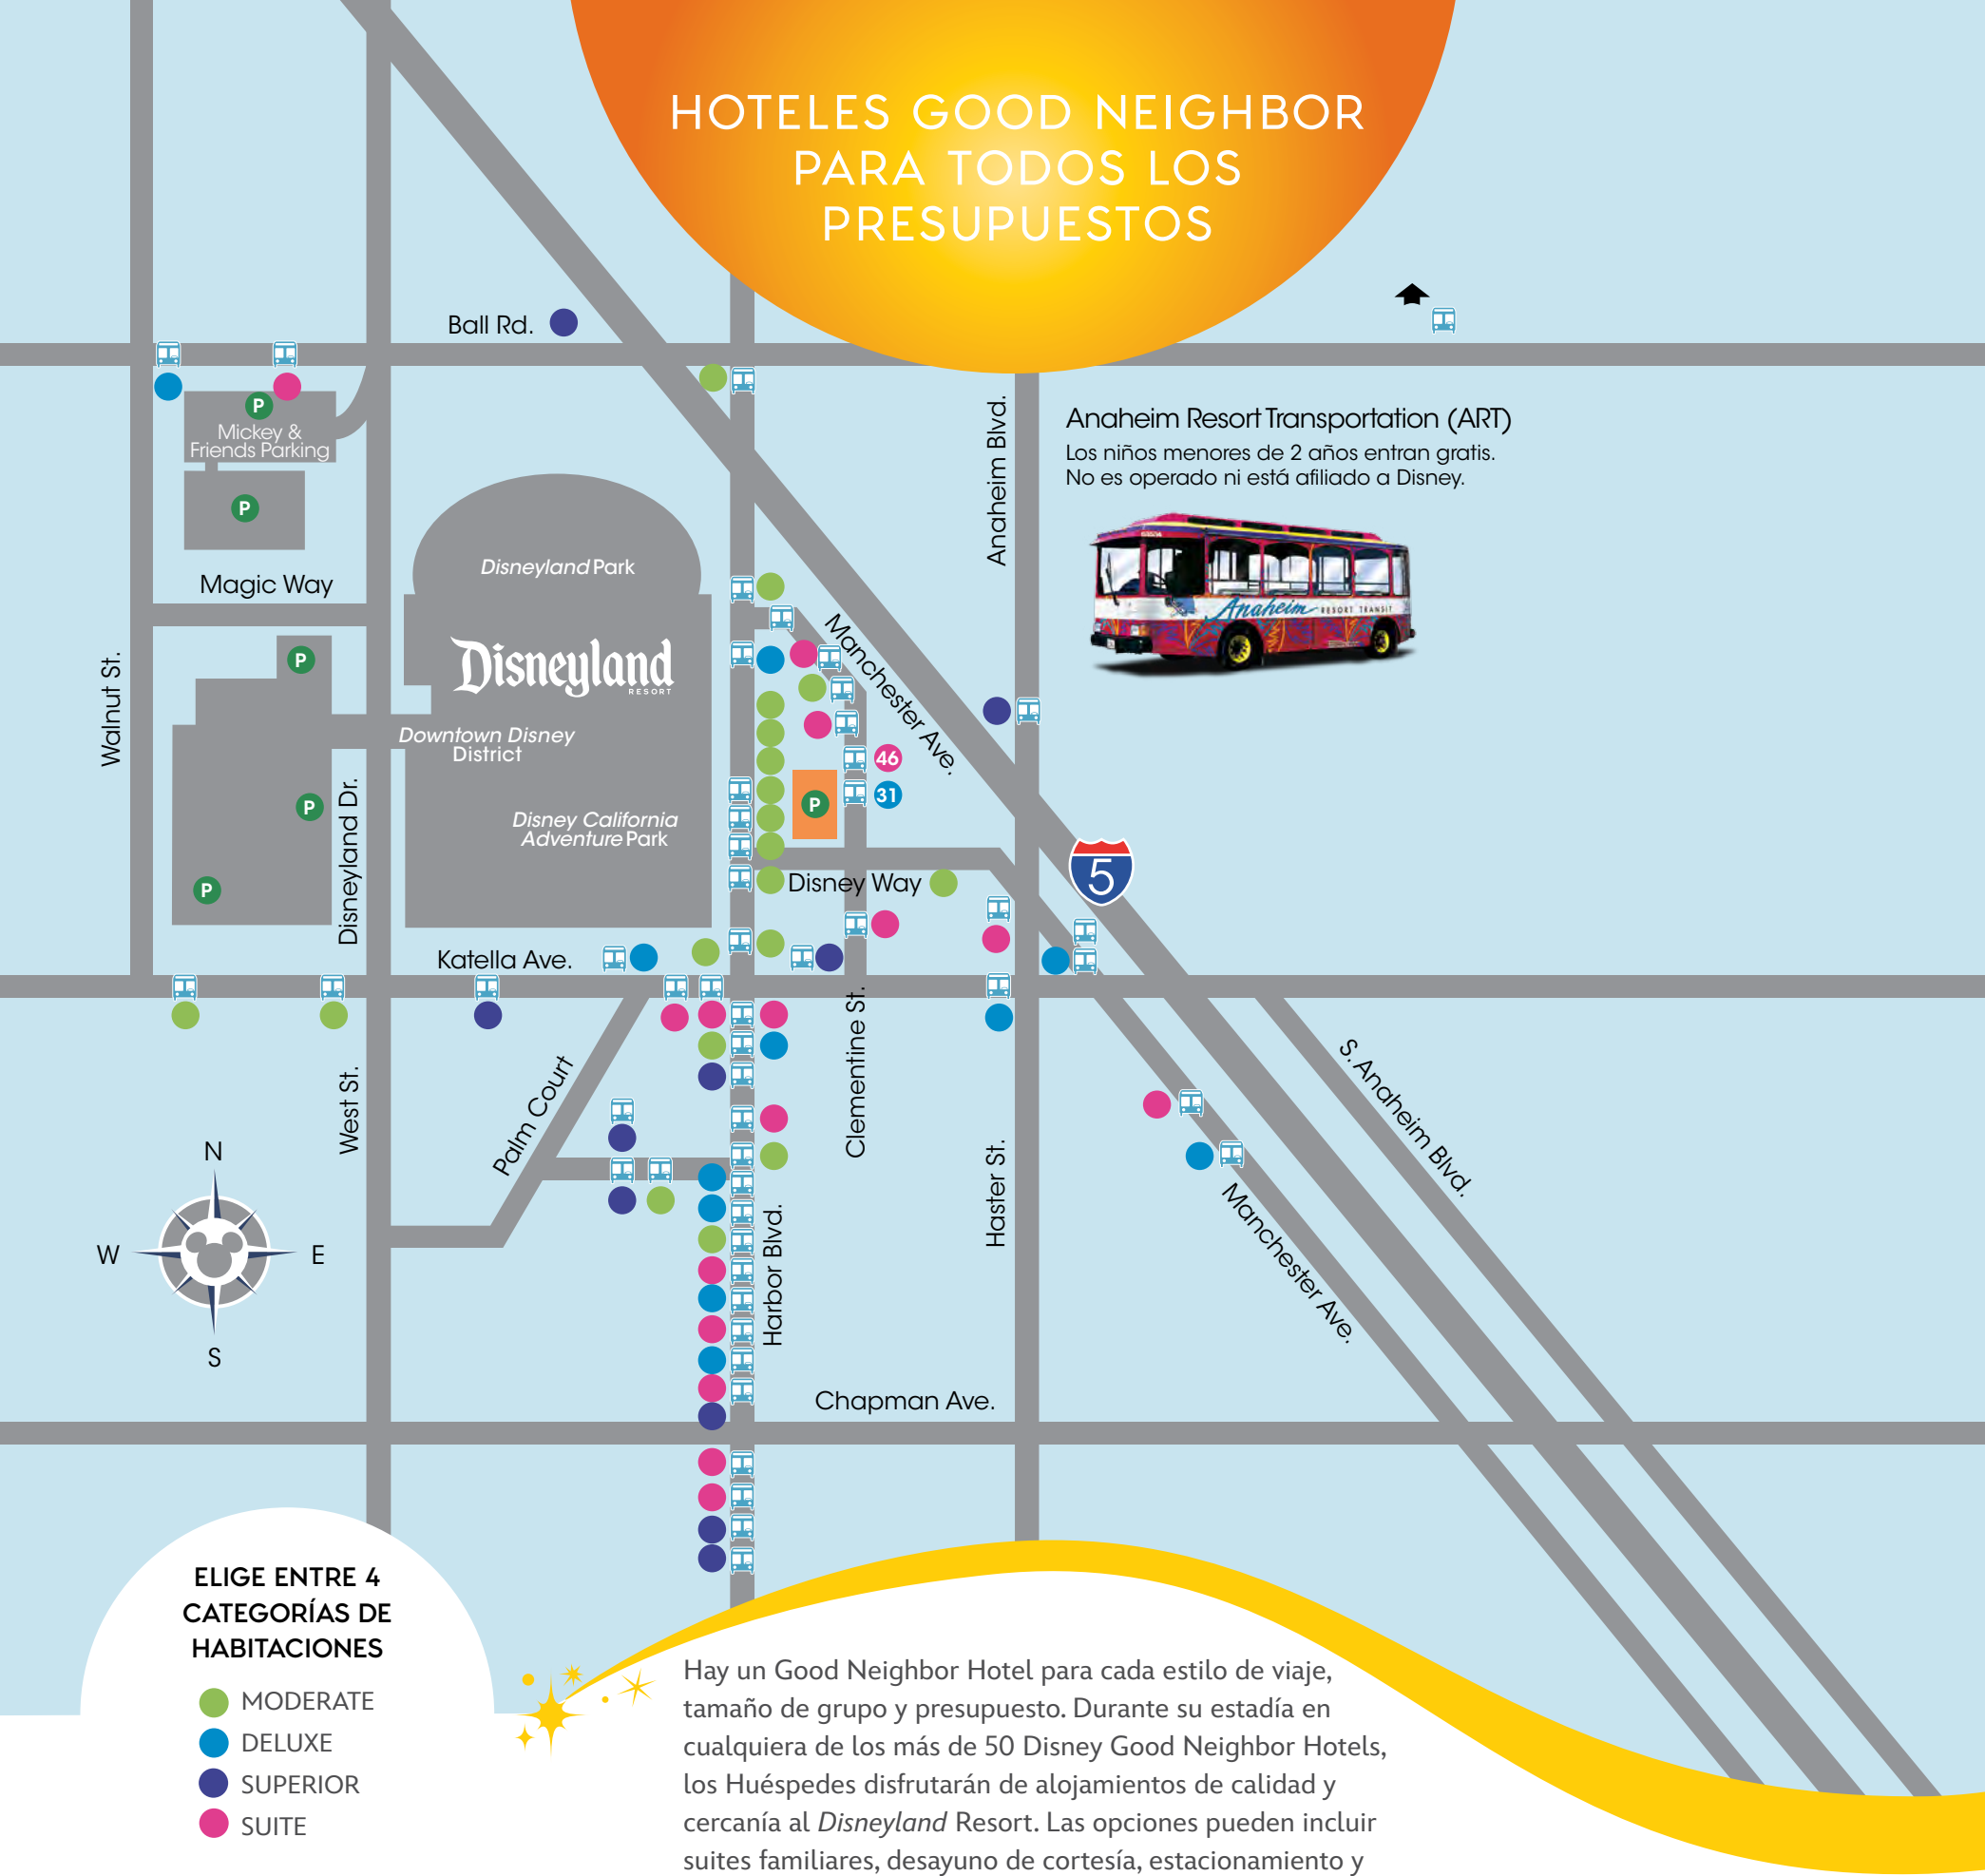 HOTELES GOOD NEIGHBOR
PARA TODOS LOS
PRESUPUESTOS
Ball Rd.
Anaheim Blvd.
Anaheim Resort Transportation (ART)
Los niños menores de 2 años entran gratis.
No es operado ni está afiliado a Disney.
Anaheim RESORT TRANSIT
P
Mickey &
Friends Parking
P
Magic Way
Disneyland Park
Disneyland
RESORT
Manchester Ave.
Walnut St.
P
Downtown Disney
District
46
31
P
P
Disneyland Dr.
Disney California
Adventure Park
5
P
Disney Way
Katella Ave.
Clementine St.
West St.
Palm Court
S. Anaheim Blvd.
Haster St.
Harbor Blvd.
Manchester Ave.
N
W
E
S
Chapman Ave.
ELIGE ENTRE 4
CATEGORÍAS DE
HABITACIONES
MODERATE
DELUXE
SUPERIOR
SUITE
Hay un Good Neighbor Hotel para cada estilo de viaje,
tamaño de grupo y presupuesto. Durante su estadía en
cualquiera de los más de 50 Disney Good Neighbor Hotels,
los Huéspedes disfrutarán de alojamientos de calidad y
cercanía al Disneyland Resort. Las opciones pueden incluir
suites familiares, desayuno de cortesía, estacionamiento y